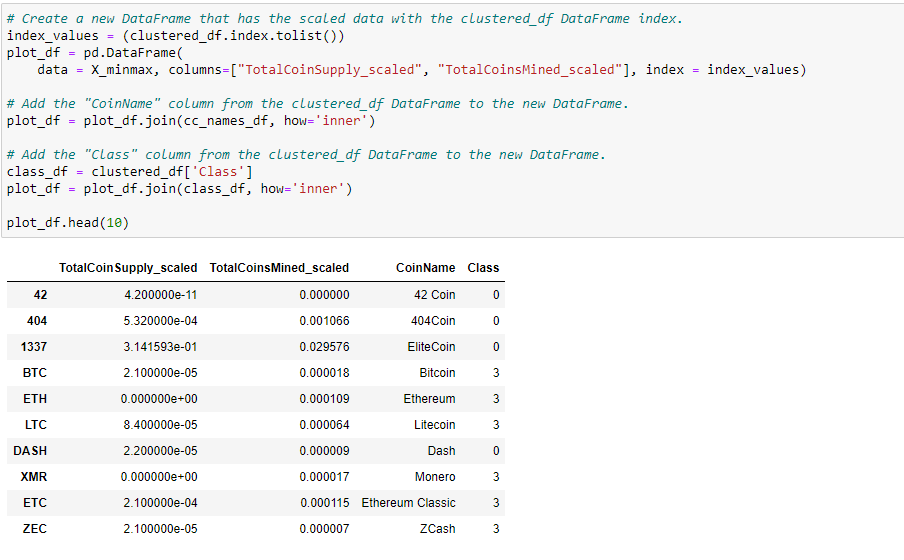 # Create a new DataFrame that has the scaled data with the clustered_df DataFrame index.
index_values = (clustered_df.index.tolist())
plot_df = pd.DataFrame(
    data = X_minmax, columns=["TotalCoinSupply_scaled", "TotalCoinsMined_scaled"], index = index_values)

# Add the "CoinName" column from the clustered_df DataFrame to the new DataFrame.
plot_df = plot_df.join(cc_names_df, how='inner')

# Add the "Class" column from the clustered_df DataFrame to the new DataFrame.
class_df = clustered_df['Class']
plot_df = plot_df.join(class_df, how='inner')

plot_df.head(10)

TotalCoinSupply_scaled TotalCoinsMined_scaled CoinName Class
42 4.200000e-11 0.000000 42 Coin 0
404 5.320000e-04 0.001066 404Coin 0
1337 3.141593e-01 0.029576 EliteCoin 0
BTC 2.100000e-05 0.000018 Bitcoin 3
ETH 0.000000e+00 0.000109 Ethereum 3
LTC 8.400000e-05 0.000064 Litecoin 3
DASH 2.200000e-05 0.000009 Dash 0
XMR 0.000000e+00 0.000017 Monero 3
ETC 2.100000e-04 0.000115 Ethereum Classic 3
ZEC 2.100000e-05 0.000007 ZCash 3